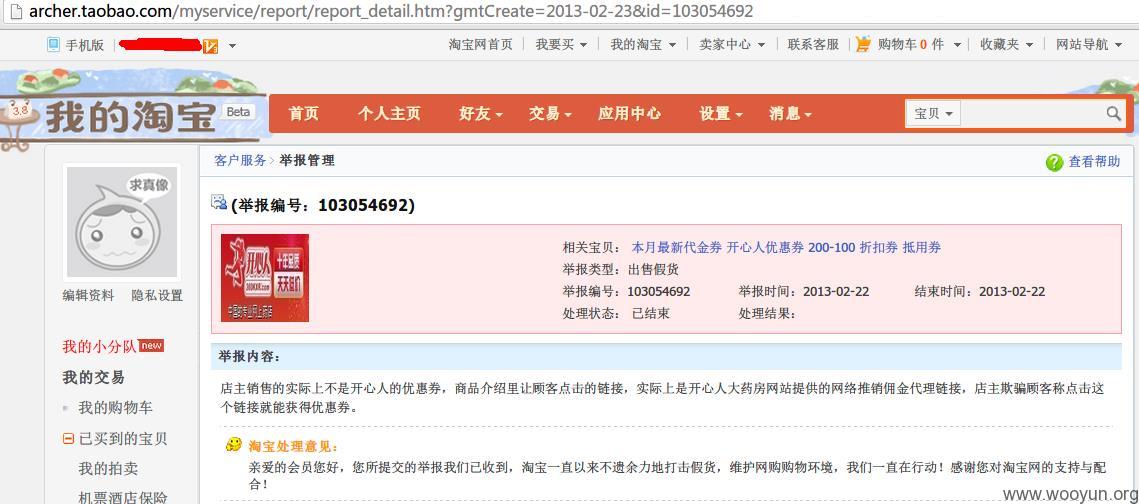 archer.taobao.com/myservice/report/report_detail.htm?gmtCreate=2013-02-23&id=103054692
手机版 淘宝网首页 我要买 我的淘宝 卖家中心 联系客服 购物车0件 收藏夹 网站导航
3.8 我的淘宝 Beta 首页 个人主页 好友 交易 应用中心 设置 消息 宝贝
客户服务> 举报管理 查看帮助
求真像
(举报编号：103054692)
开心人 十年品质 天天低价
360KXR.com
中国的专业网上药店
相关宝贝： 本月最新代金券 开心人优惠券 200-100 折扣券 抵用券
举报类型：出售假货
举报编号：103054692 举报时间：2013-02-22 结束时间：2013-02-22
处理状态： 已结束 处理结果：
编辑资料 隐私设置
我的小分队 new
我的交易
我的购物车
已买到的宝贝
我的拍卖
机票酒店保险
举报内容：
店主销售的实际上不是开心人的优惠券，商品介绍里让顾客点击的链接，实际上是开心人大药房网站提供的网络推销佣金代理链接，店主欺骗顾客称点击这
个链接就能获得优惠券。
淘宝处理意见：
亲爱的会员您好，您所提交的举报我们已收到，淘宝一直以来不遗余力地打击假货，维护网购购物环境，我们一直在行动！感谢您对淘宝网的支持与配
合！
www.wooyun.org